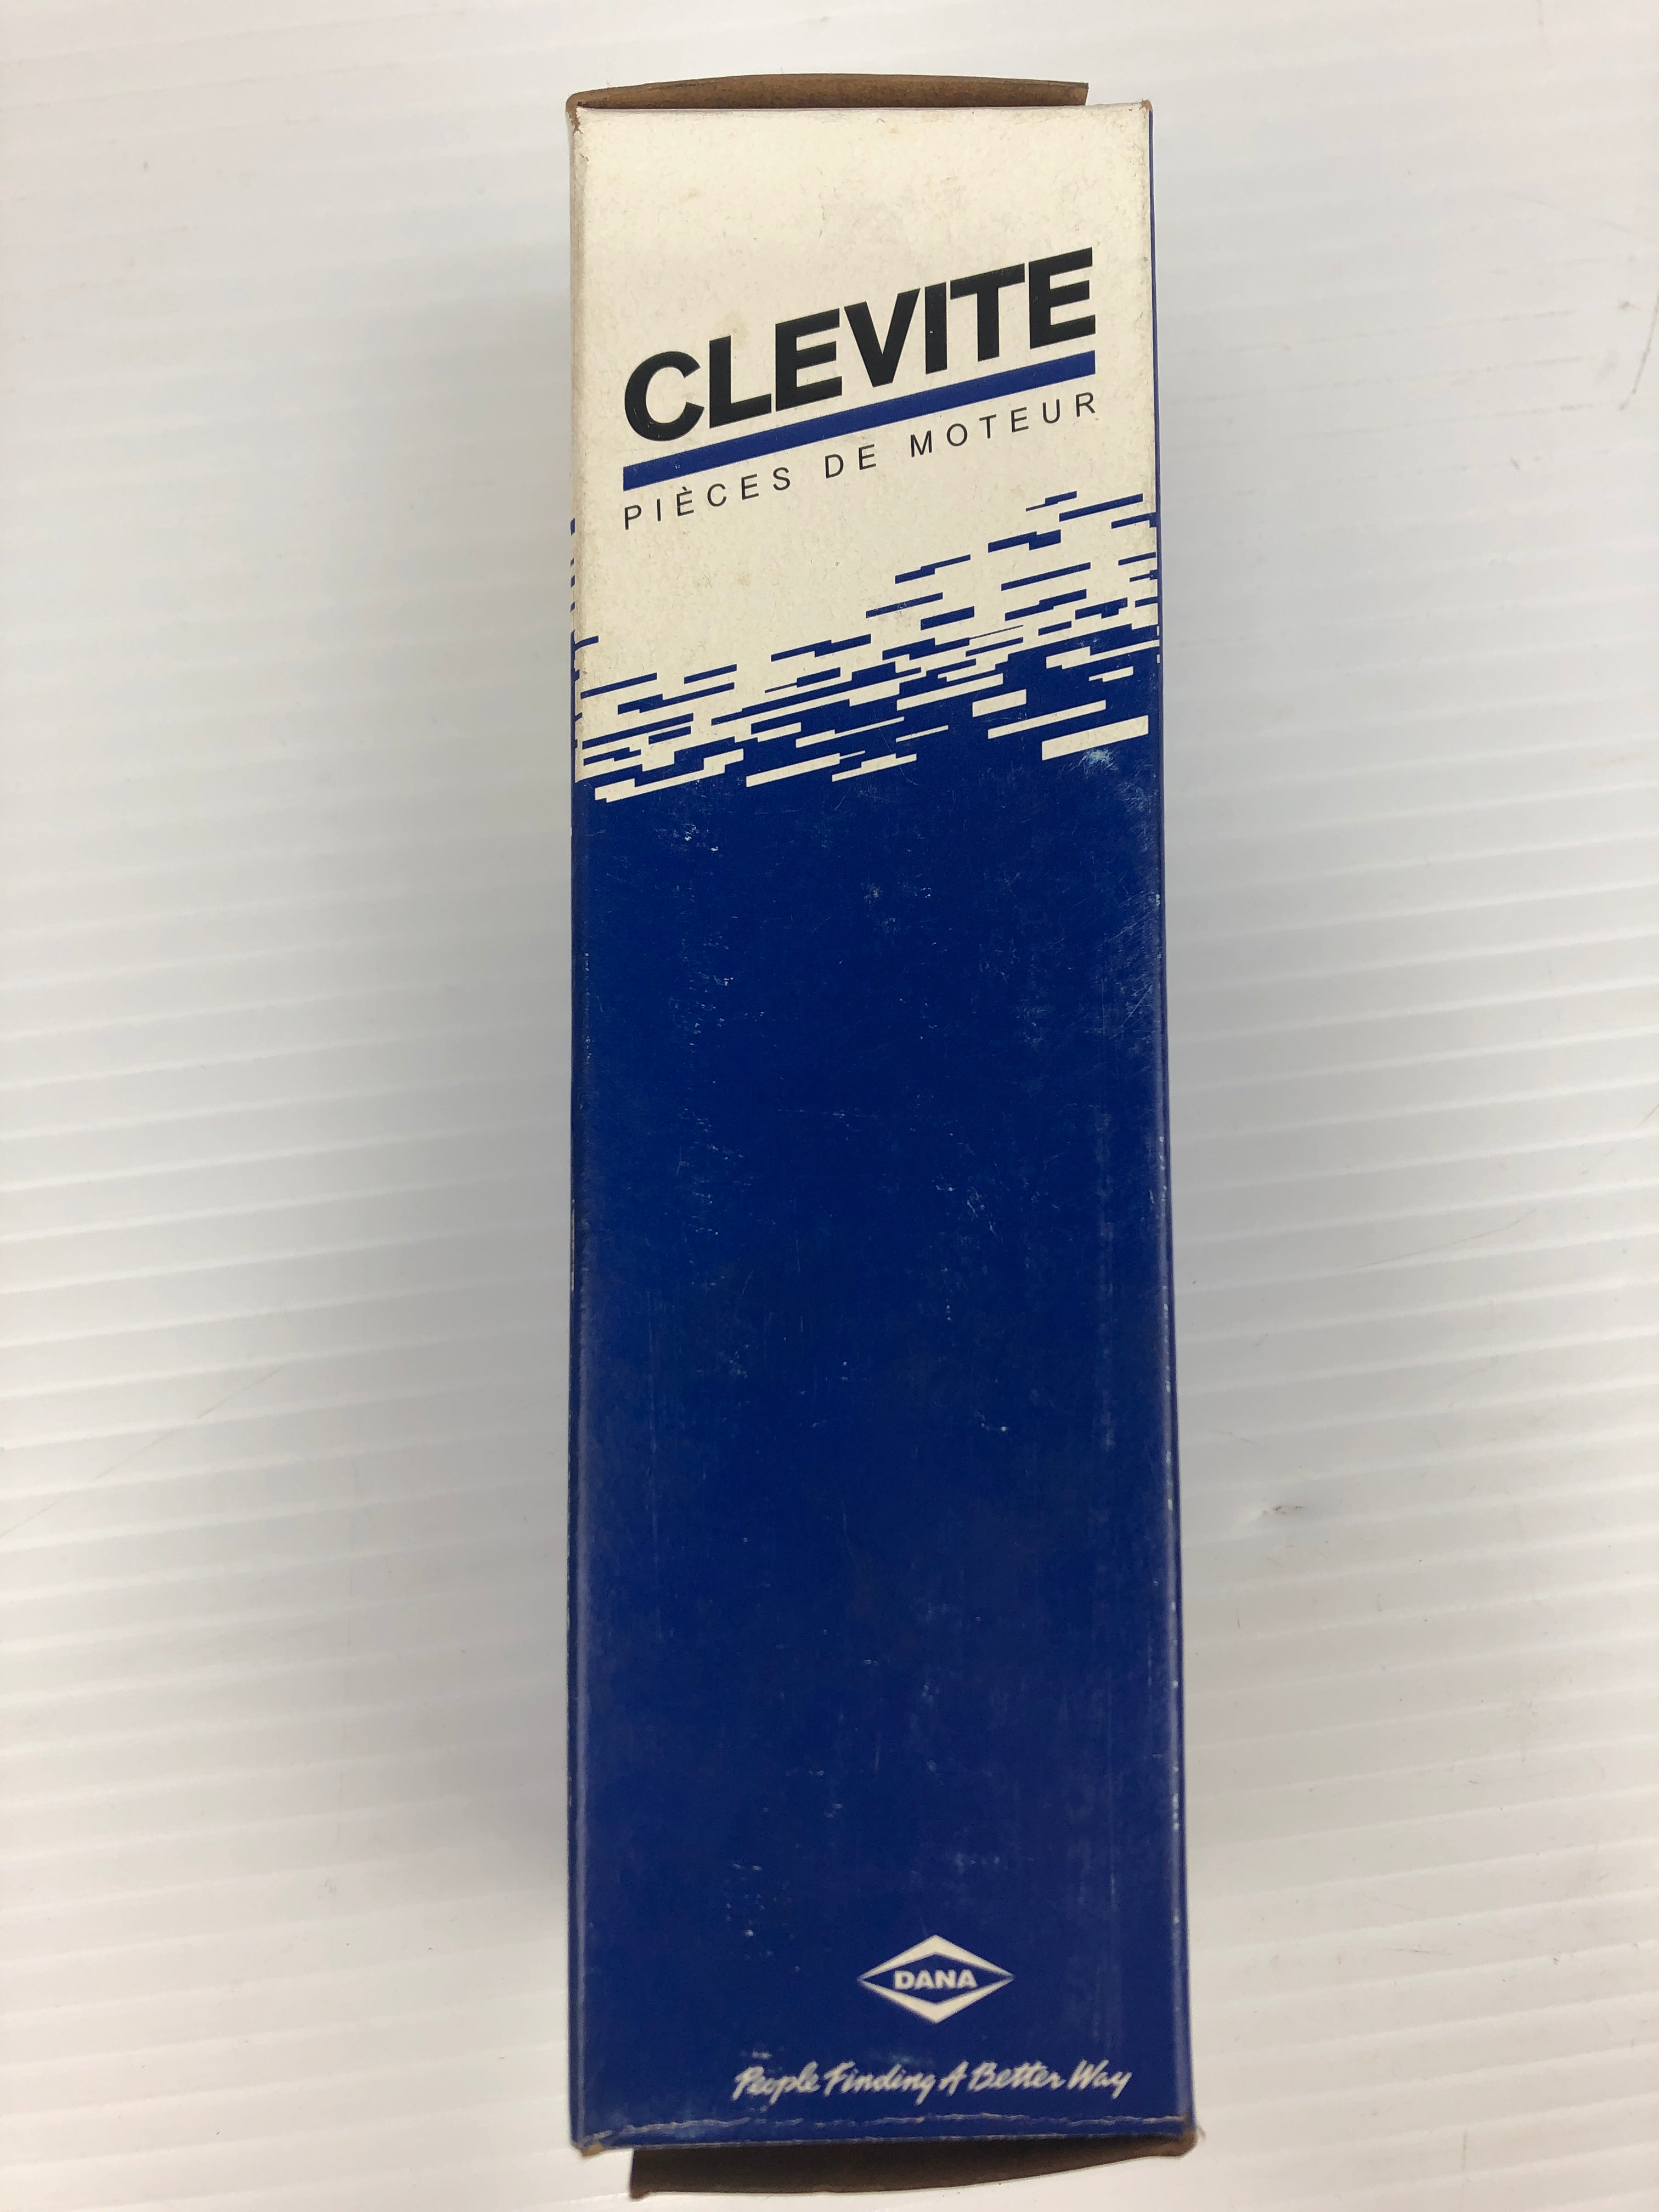 CLEVITE
PIÈCES DE MOTEUR
DANA
People Finding A Better Way